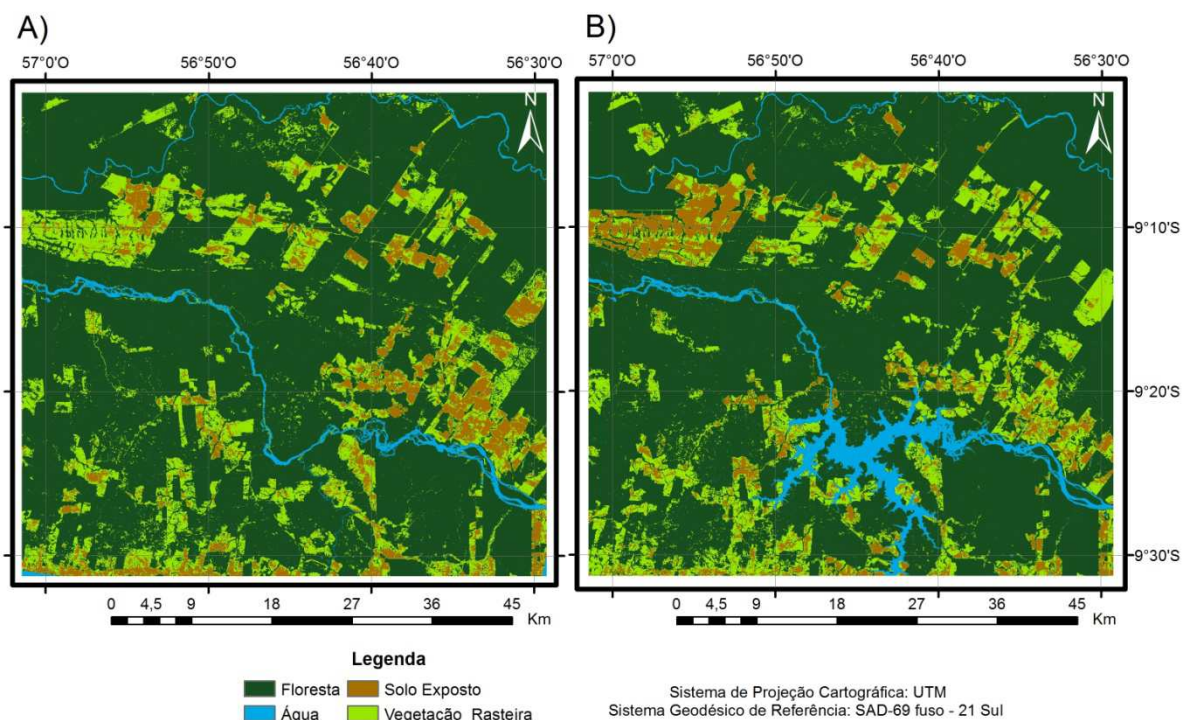 A)
B)
57°0'O 56°50'O 56°40'O 56°30'O
57°0'O 56°50'O 56°40'O 56°30'O
N
N
9°10'S
9°20'S
9°30'S
0 4,5 9 18 27 36 45
Km
0 4,5 9 18 27 36 45
Km
Legenda
Floresta Solo Exposto
Água Vegetação Rasteira
Sistema de Projeção Cartográfica: UTM
Sistema Geodésico de Referência: SAD-69 fuso - 21 Sul